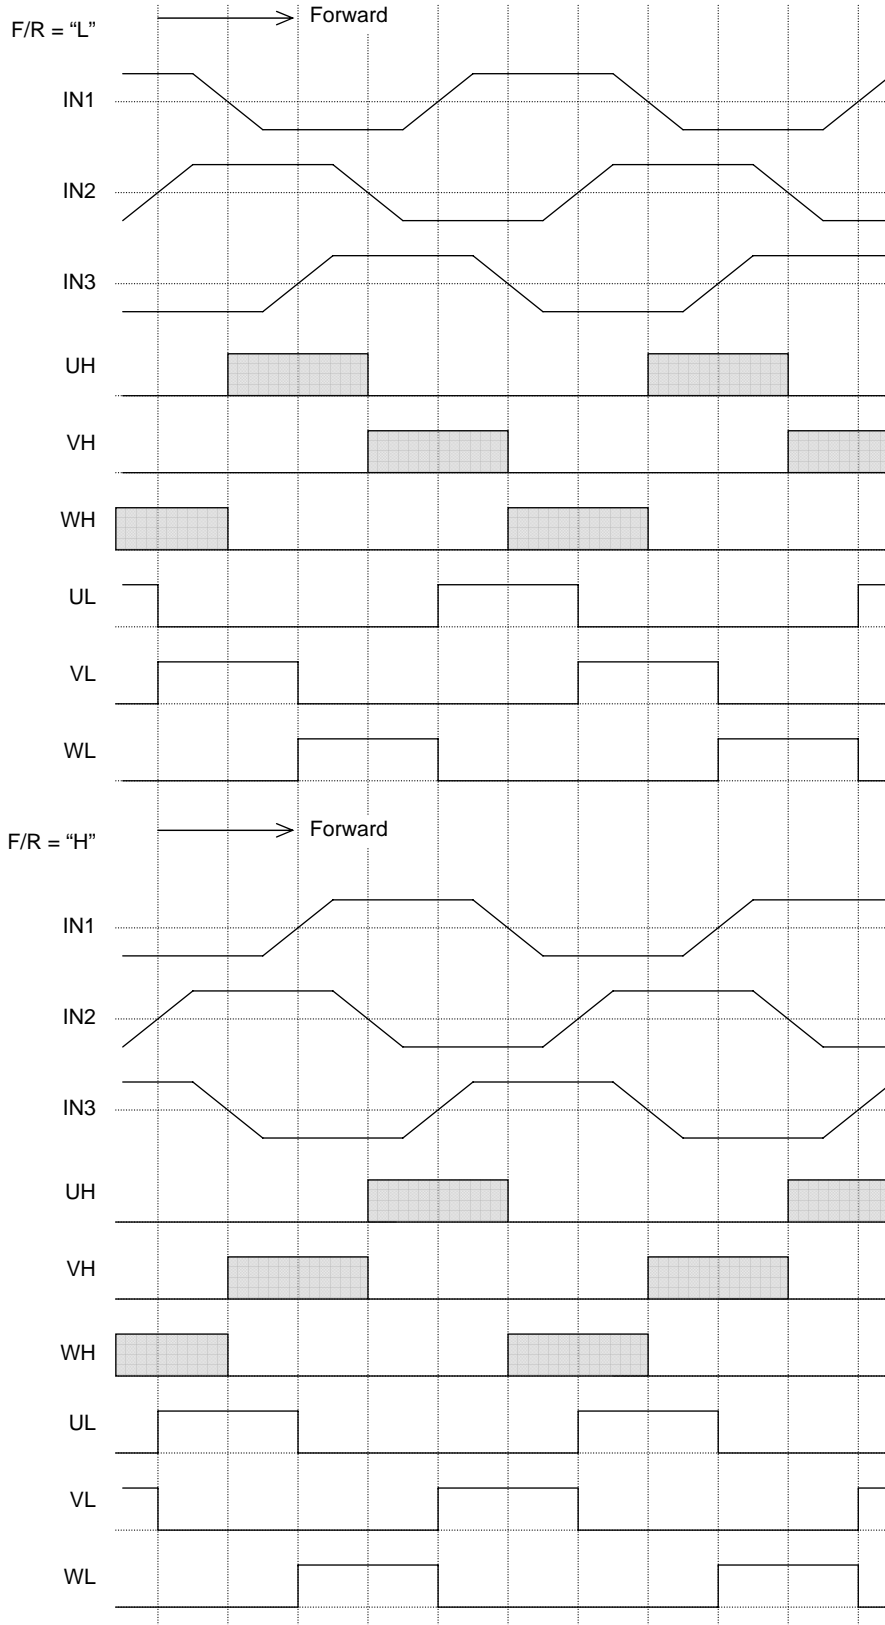 F/R = “L”
Forward
IN1
IN2
IN3
UH
VH
WH
UL
VL
WL
F/R = “H”
Forward
IN1
IN2
IN3
UH
VH
WH
UL
VL
WL